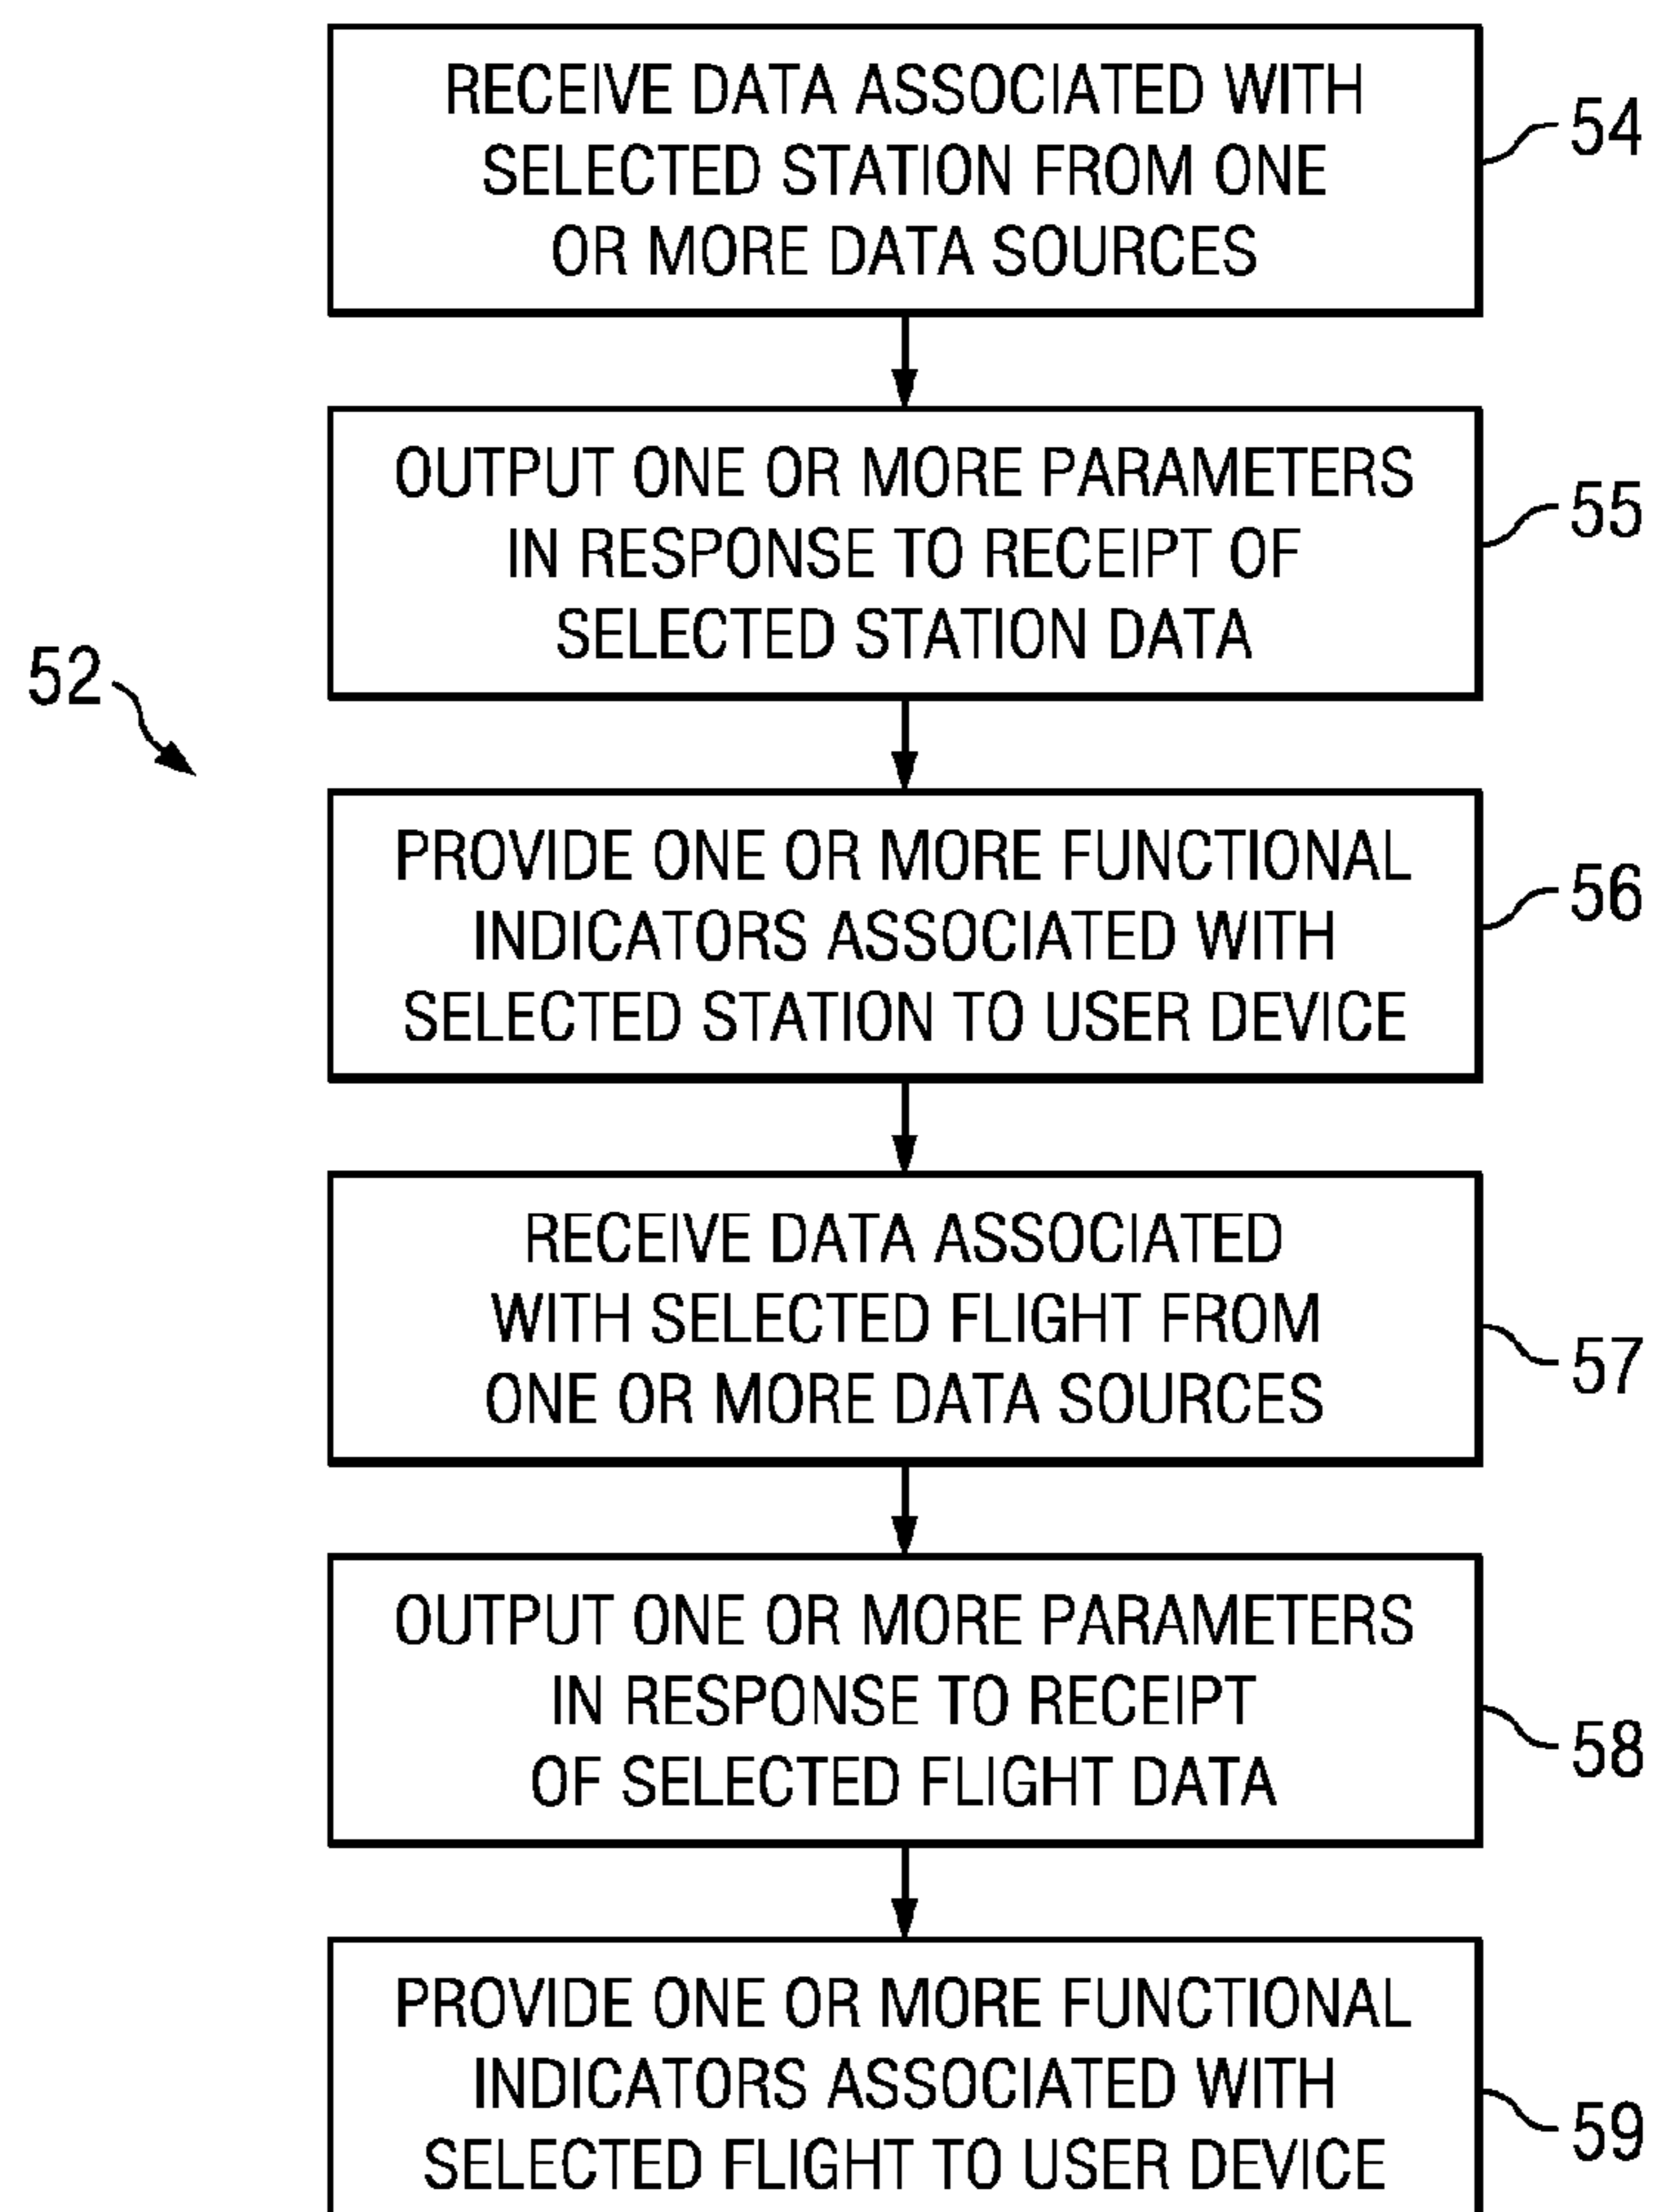 RECEIVE DATA ASSOCIATED WITH
SELECTED STATION FROM ONE
OR MORE DATA SOURCES
54
OUTPUT ONE OR MORE PARAMETERS
IN RESPONSE TO RECEIPT OF
SELECTED STATION DATA
55
52
PROVIDE ONE OR MORE FUNCTIONAL
INDICATORS ASSOCIATED WITH
SELECTED STATION TO USER DEVICE
56
RECEIVE DATA ASSOCIATED
WITH SELECTED FLIGHT FROM
ONE OR MORE DATA SOURCES
57
OUTPUT ONE OR MORE PARAMETERS
IN RESPONSE TO RECEIPT
OF SELECTED FLIGHT DATA
58
PROVIDE ONE OR MORE FUNCTIONAL
INDICATORS ASSOCIATED WITH
SELECTED FLIGHT TO USER DEVICE
59